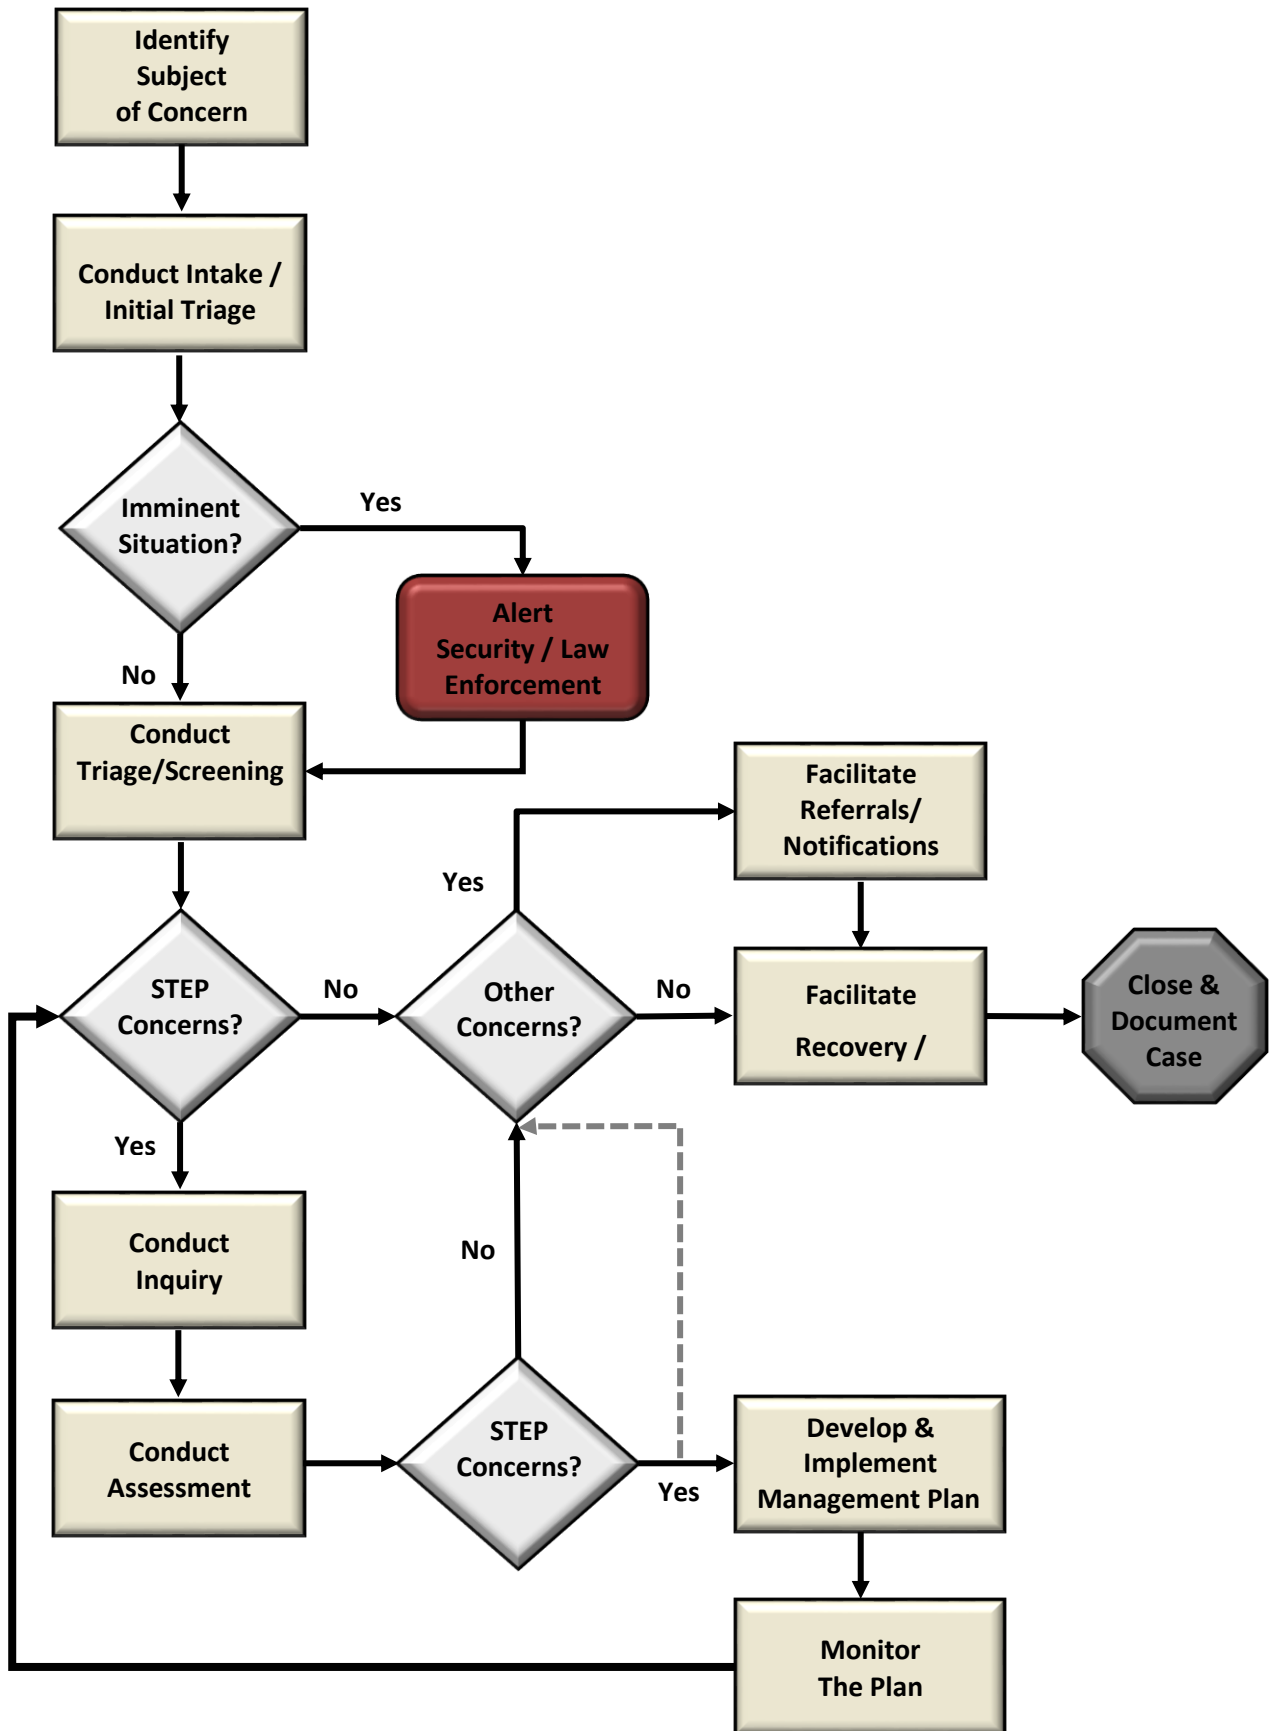 Identify
Subject
of Concern
Conduct Intake /
Initial Triage
Imminent
Situation?
Yes
Alert
Security / Law
Enforcement
No
Conduct
Triage/Screening
Facilitate
Referrals/
Notifications
Yes
STEP
Concerns?
No
Other
Concerns?
No
Facilitate
Recovery /
Close &
Document
Case
Yes
Conduct
Inquiry
No
Conduct
Assessment
STEP
Concerns?
Yes
Develop &
Implement
Management Plan
Monitor
The Plan